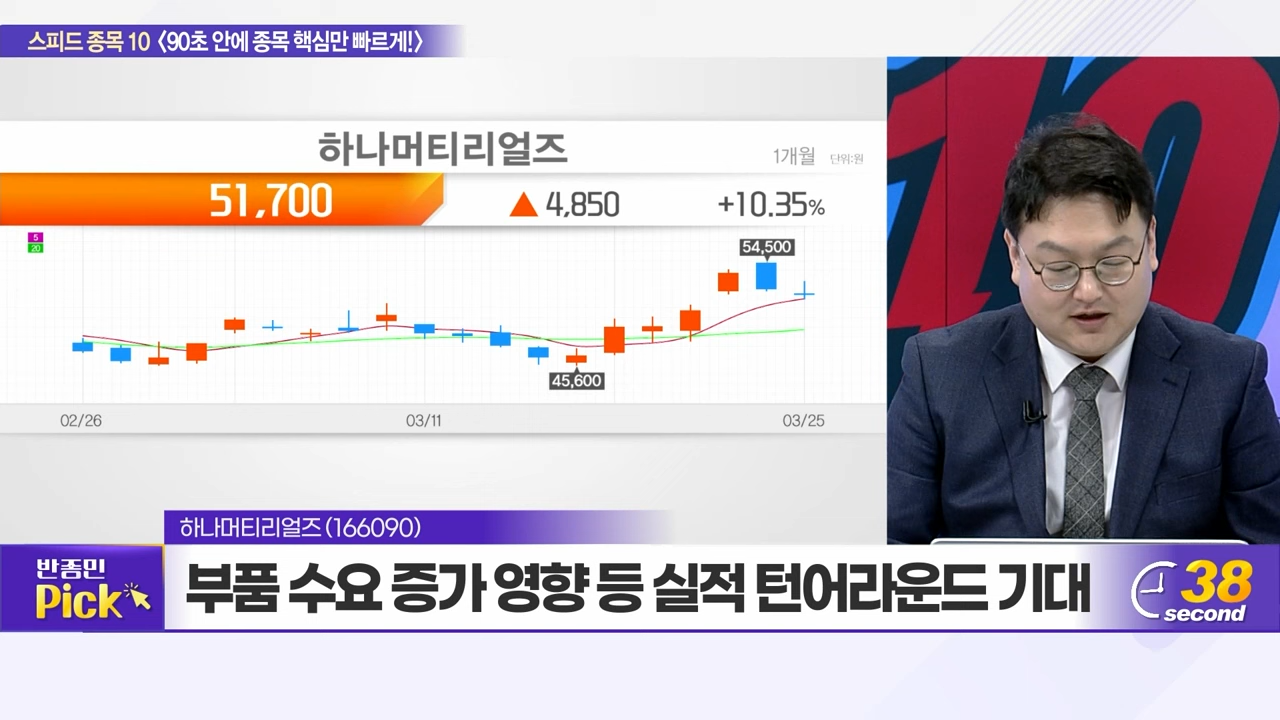 스피드 종목 10 〈90초 안에 종목 핵심만 빠르게!〉
하나머티리얼즈
1개월 단위:원
51,700 ▲ 4,850 +10.35%
5
20
54,500
45,600
02/26 03/11 03/25
하나머티리얼즈 (166090)
반종민
Pick
부품 수요 증가 영향 등 실적 턴어라운드 기대
38
second
10